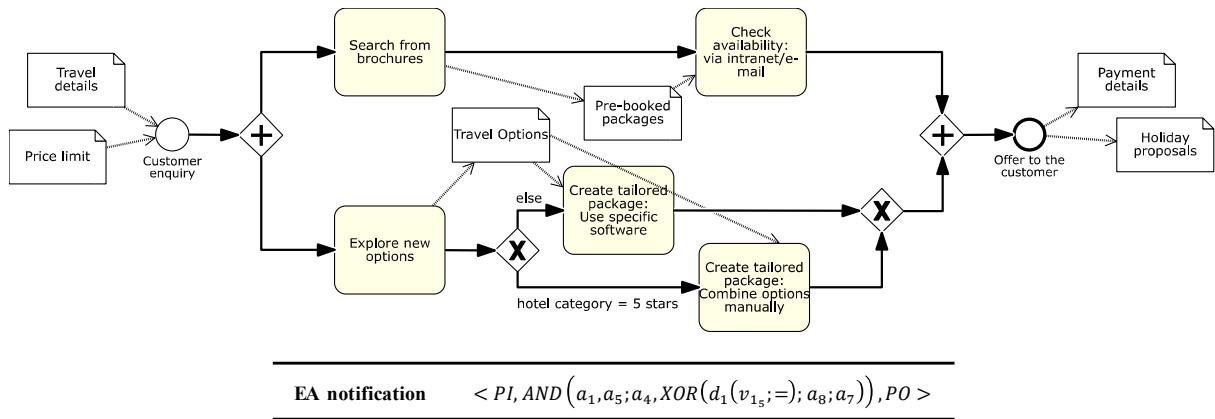 Travel
details
Price limit
Customer
enquiry
Search from
brochures
Pre-booked
packages
Check
availability:
via intranet/e-
mail
Travel Options
Explore new
options
else
hotel category = 5 stars
Create tailored
package:
Use specific
software
Create tailored
package:
Combine options
manually
Offer to the
customer
Payment
details
Holiday
proposals
EA notification < PI, AND(a₁, a₅; a₄, XOR(d₁(v₁₅; =); a₈; a₇)), PO >